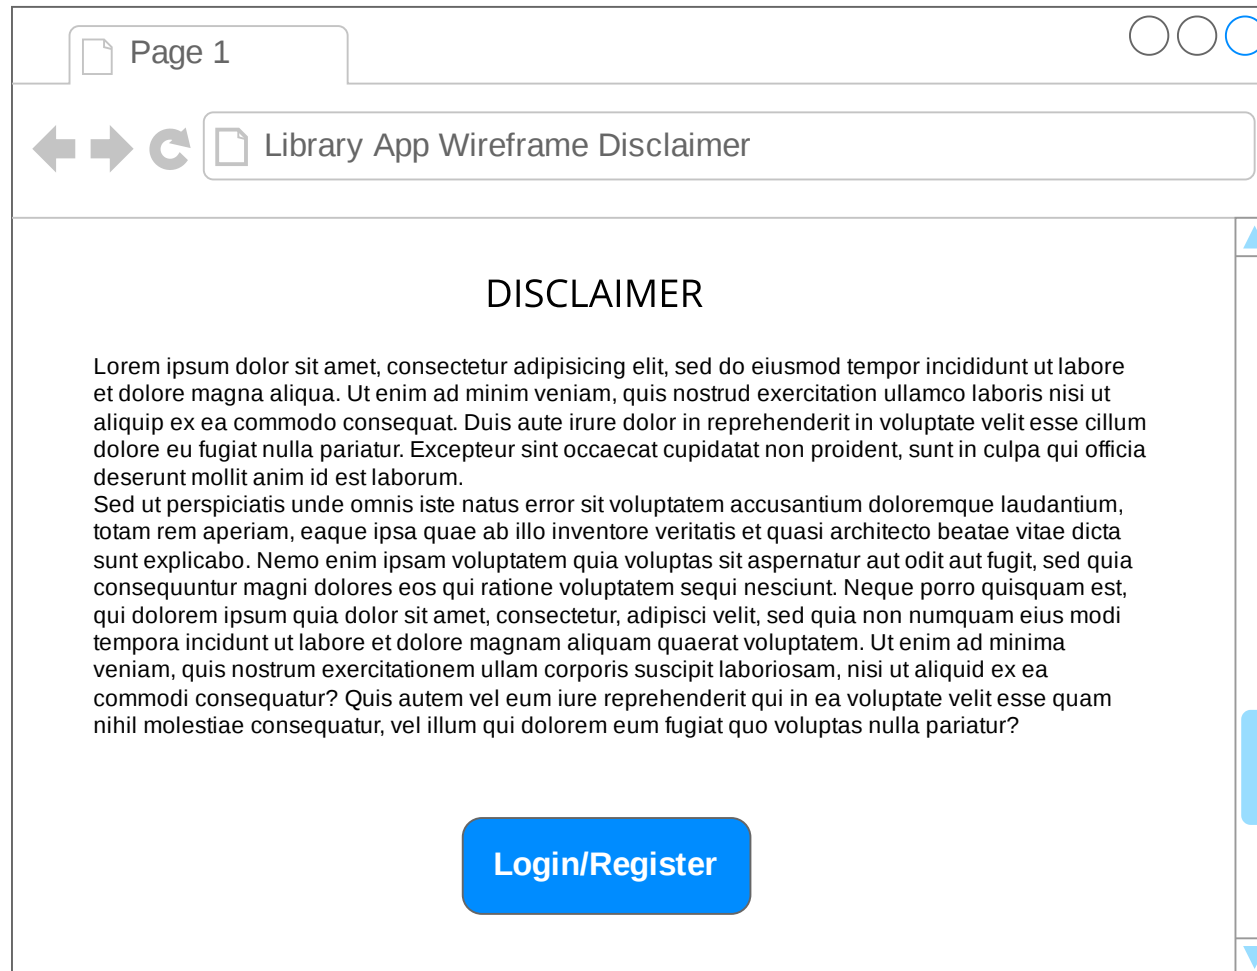 Page 1
Library App Wireframe Disclaimer
DISCLAIMER
Lorem ipsum dolor sit amet, consectetur adipisicing elit, sed do eiusmod tempor incididunt ut labore
et dolore magna aliqua. Ut enim ad minim veniam, quis nostrud exercitation ullamco laboris nisi ut
aliquip ex ea commodo consequat. Duis aute irure dolor in reprehenderit in voluptate velit esse cillum
dolore eu fugiat nulla pariatur. Excepteur sint occaecat cupidatat non proident, sunt in culpa qui officia
deserunt mollit anim id est laborum.
Sed ut perspiciatis unde omnis iste natus error sit voluptatem accusantium doloremque laudantium,
totam rem aperiam, eaque ipsa quae ab illo inventore veritatis et quasi architecto beatae vitae dicta
sunt explicabo. Nemo enim ipsam voluptatem quia voluptas sit aspernatur aut odit aut fugit, sed quia
consequuntur magni dolores eos qui ratione voluptatem sequi nesciunt. Neque porro quisquam est,
qui dolorem ipsum quia dolor sit amet, consectetur, adipisci velit, sed quia non numquam eius modi
tempora incidunt ut labore et dolore magnam aliquam quaerat voluptatem. Ut enim ad minima
veniam, quis nostrum exercitationem ullam corporis suscipit laboriosam, nisi ut aliquid ex ea
commodi consequatur? Quis autem vel eum iure reprehenderit qui in ea voluptate velit esse quam
nihil molestiae consequatur, vel illum qui dolorem eum fugiat quo voluptas nulla pariatur?
Login/Register